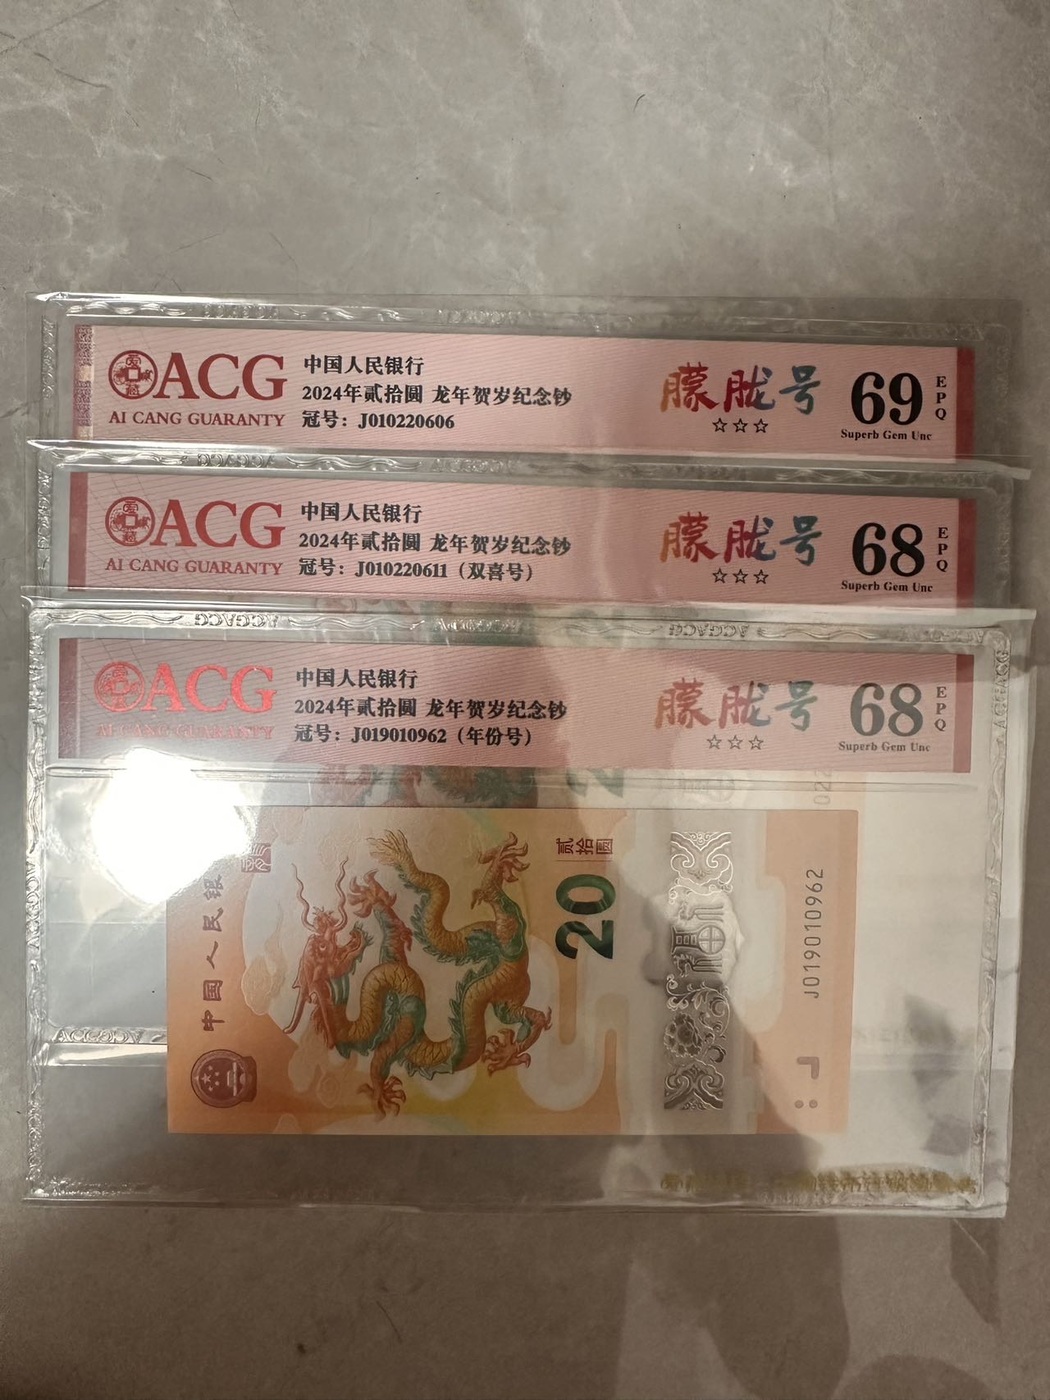 ACG
AI CANG GUARANTY
中国人民银行
2024年贰拾圆 龙年贺岁纪念钞
冠号：J010220606
朦胧号
☆☆☆
69
EPQ
Superb Gem Unc
ACG
AI CANG GUARANTY
中国人民银行
2024年贰拾圆 龙年贺岁纪念钞
冠号：J010220611（双喜号）
朦胧号
☆☆☆
68
EPQ
Superb Gem Unc
ACGACG
ACG
AI CANG GUARANTY
中国人民银行
2024年贰拾圆 龙年贺岁纪念钞
冠号：J019010962（年份号）
朦胧号
☆☆☆
68
EPQ
Superb Gem Unc
中国人民银
贰拾圆
20
福
J019010962